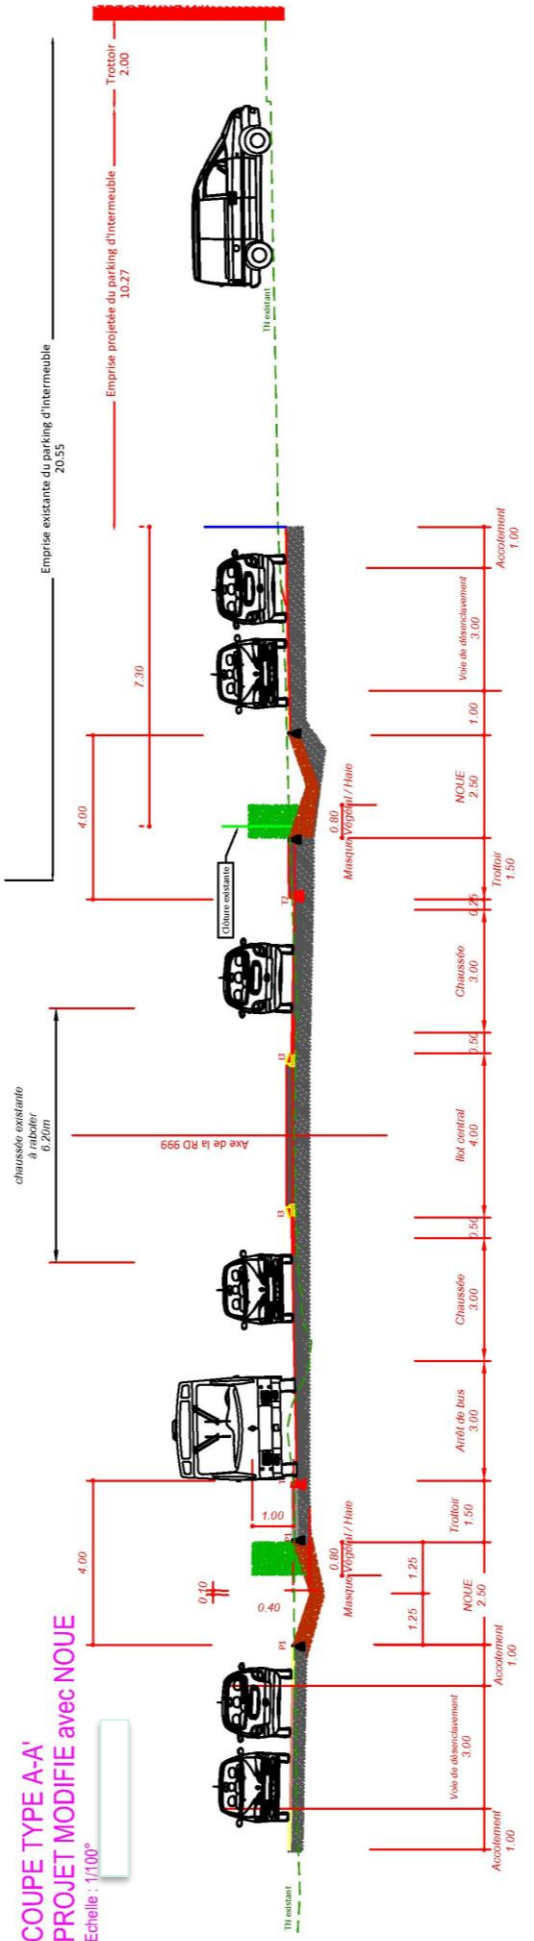 COUPE TYPE A-A'
PROJET MODIFIE avec NOUE
Echelle : 1/100°
chaussée existante
à raboter
6.20m
Emprise existante du parking d'Intermeuble
20.55
Emprise projetée du parking d'Intermeuble
10.27
Trottoir
2.00
4.00
4.00
7.30
0.10
0.40
1.00
Clôture existante
Axe de la RD 999
TN existant
TN existant
P1
P1
I3
I3
T2
Masque Végétal / Haie
0.80
Masque Végétal / Haie
0.80
1.25
1.25
Accotement
1.00
Voie de désenclavement
3.00
Accotement
1.00
NOUE
2.50
Trottoir
1.50
Arrêt de bus
3.00
Chaussée
3.00
0.50
Ilot central
4.00
0.50
Chaussée
3.00
0.25
Trottoir
1.50
NOUE
2.50
1.00
Voie de désenclavement
3.00
Accotement
1.00